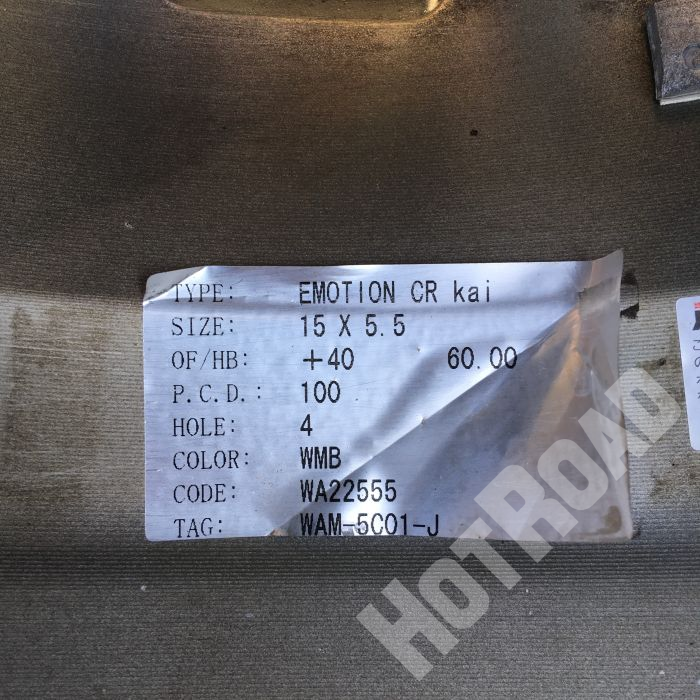 TYPE: EMOTION CR kai
SIZE: 15 X 5.5
OF/HB: +40 60.00
P.C.D.: 100
HOLE: 4
COLOR: WMB
CODE: WA22555
TAG: WAM-5C01-J
HOTROAD